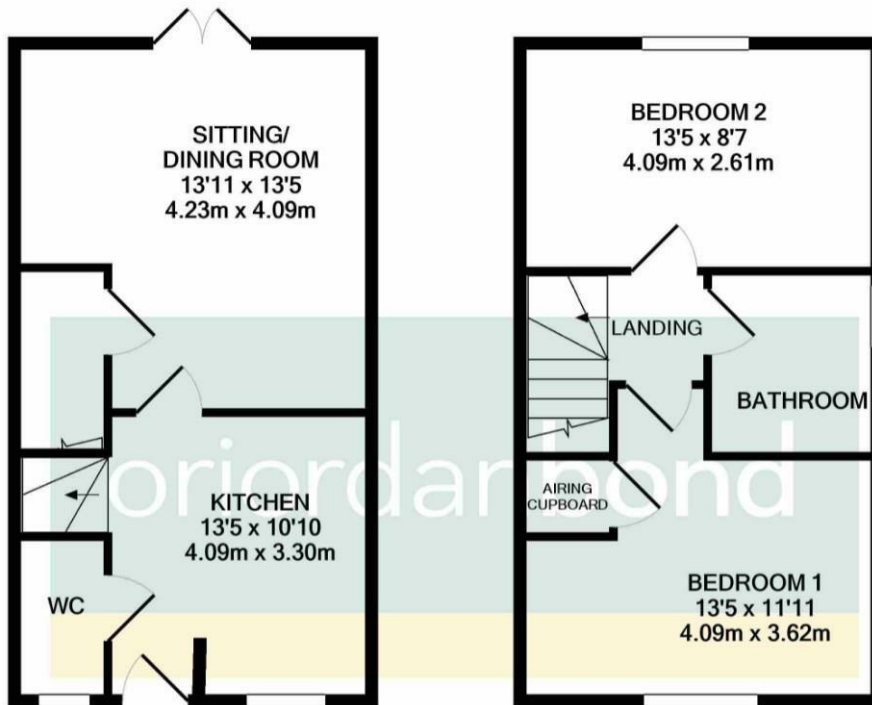 SITTING/
DINING ROOM
13'11 x 13'5
4.23m x 4.09m
KITCHEN
13'5 x 10'10
4.09m x 3.30m
WC
BEDROOM 2
13'5 x 8'7
4.09m x 2.61m
LANDING
BATHROOM
AIRING
CUPBOARD
BEDROOM 1
13'5 x 11'11
4.09m x 3.62m
oriordan bond